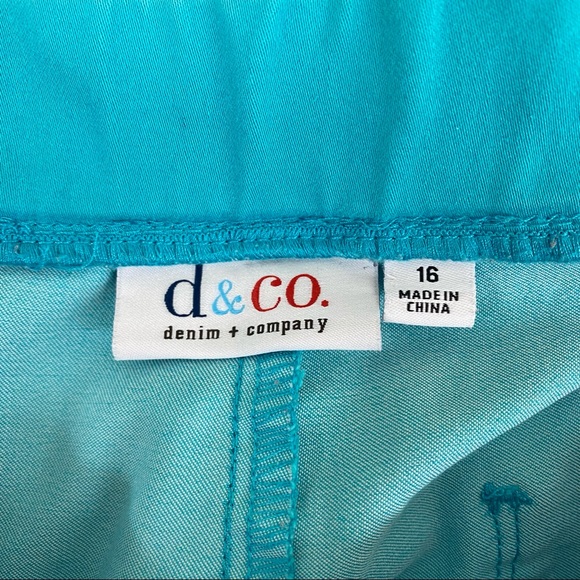 d&co.
denim + company
16
MADE IN
CHINA